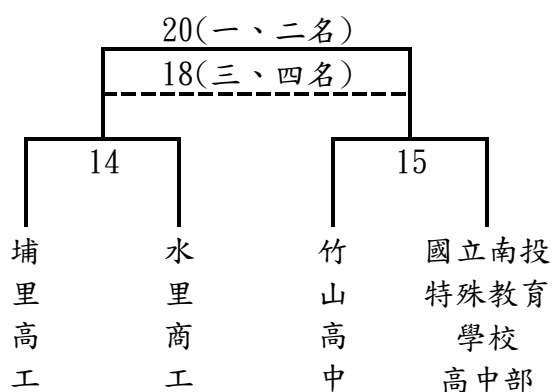 20(一、二名)
18(三、四名)
14
15
埔里高工
水里商工
竹山高中
國立南投
特殊教育
學校
高中部